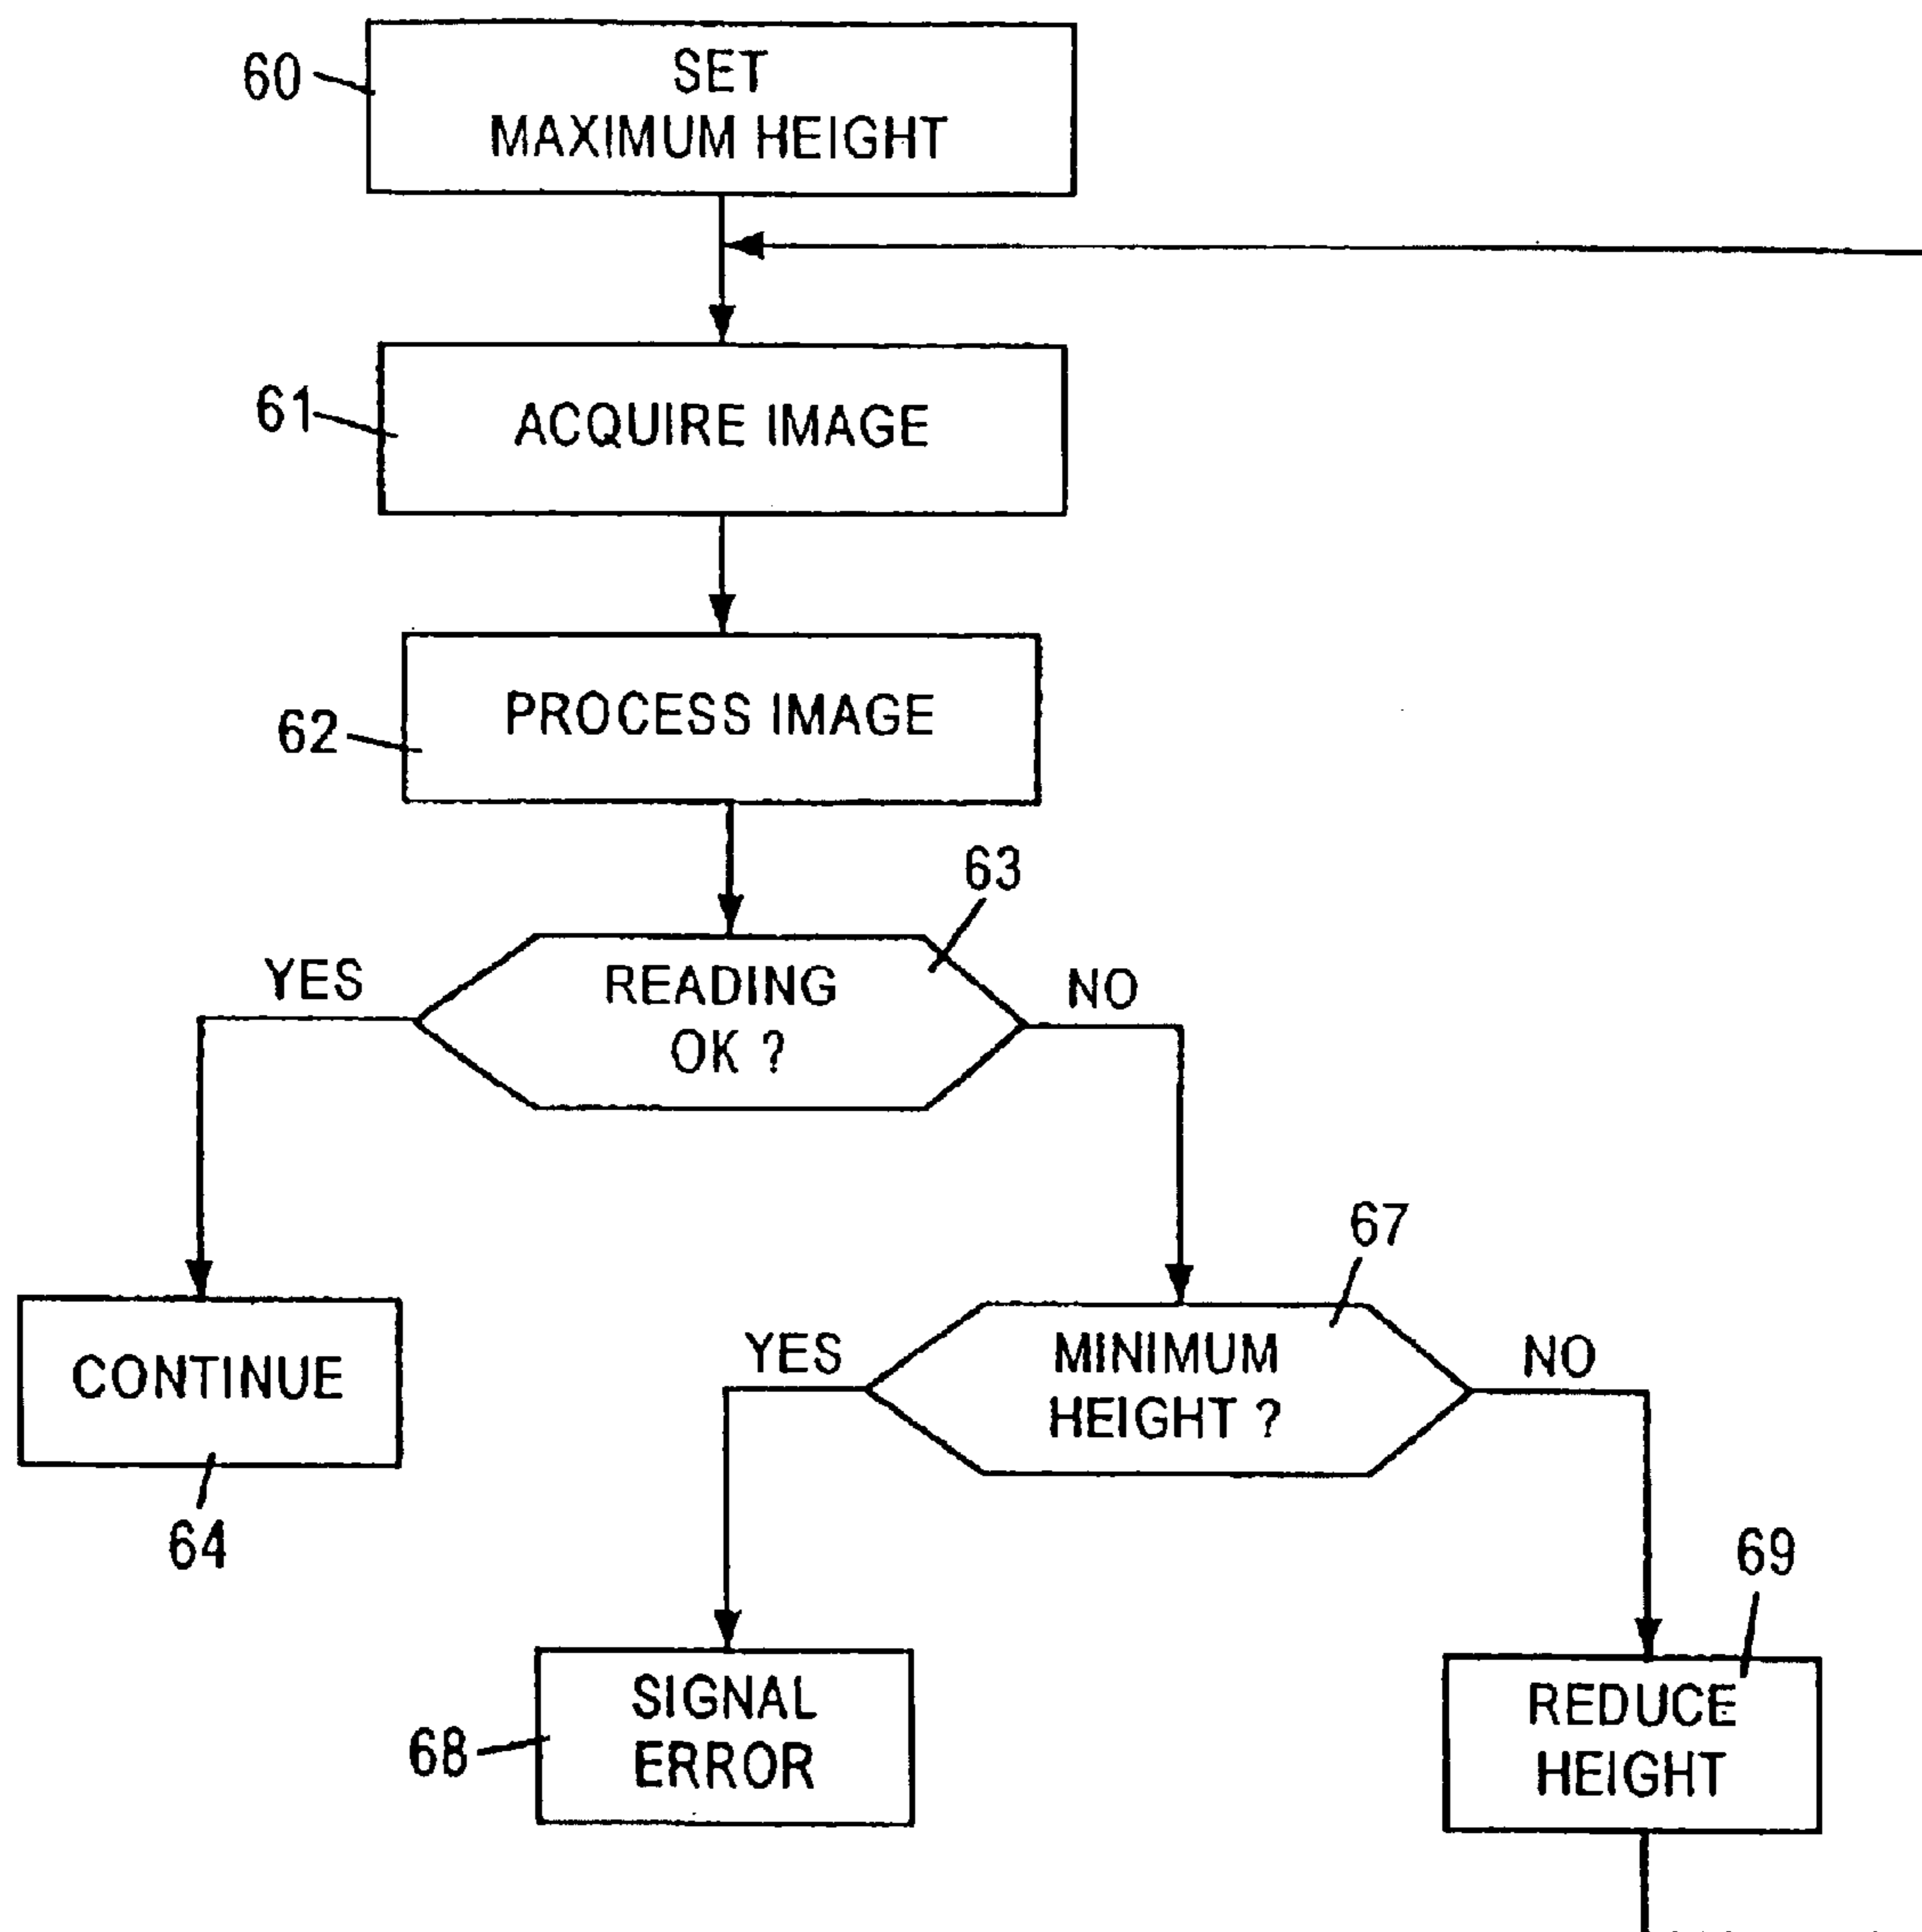 60
SET
MAXIMUM HEIGHT
61
ACQUIRE IMAGE
62
PROCESS IMAGE
63
YES
READING
OK ?
NO
67
CONTINUE
64
YES
MINIMUM
HEIGHT ?
NO
69
68
SIGNAL
ERROR
REDUCE
HEIGHT